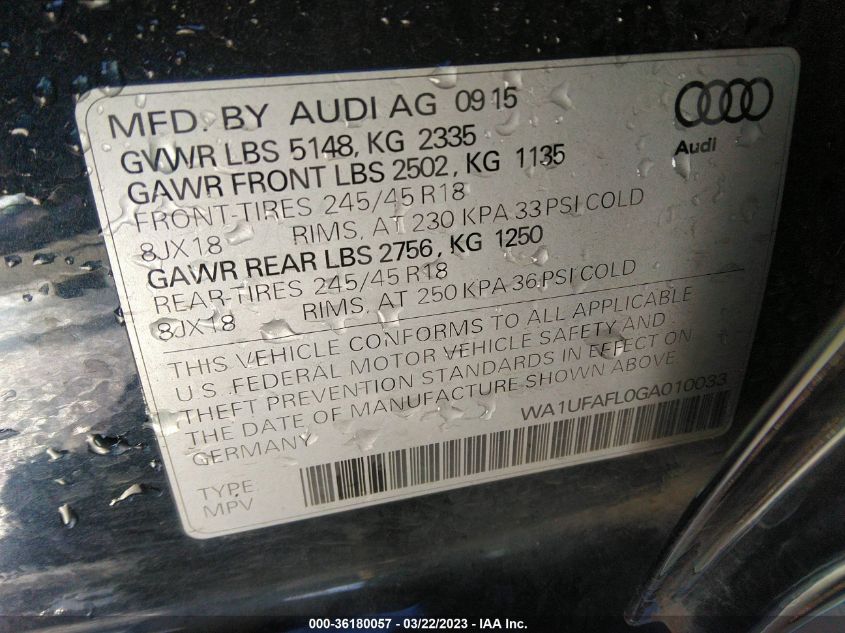 MFD. BY AUDI AG 09 15
GVWR LBS 5148, KG 2335
GAWR FRONT LBS 2502, KG 1135
FRONT-TIRES 245/45 R18
8JX18 RIMS, AT 230 KPA 33 PSI COLD
GAWR REAR LBS 2756, KG 1250
REAR-TIRES 245/45 R18
8JX18 RIMS, AT 250 KPA 36 PSI COLD
Audi
THIS VEHICLE CONFORMS TO ALL APPLICABLE
U.S. FEDERAL MOTOR VEHICLE SAFETY AND
THEFT PREVENTION STANDARDS IN EFFECT ON
THE DATE OF MANUFACTURE SHOWN ABOVE.
GERMANY
WA1UFAFL0GA010033
TYPE
MPV
000-36180057 - 03/22/2023 - IAA Inc.